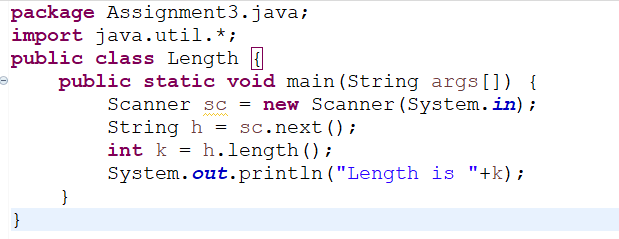 package Assignment3.java;
import java.util.*;
public class Length {
    public static void main(String args[]) {
        Scanner sc = new Scanner(System.in);
        String h = sc.next();
        int k = h.length();
        System.out.println("Length is "+k);
    }
}